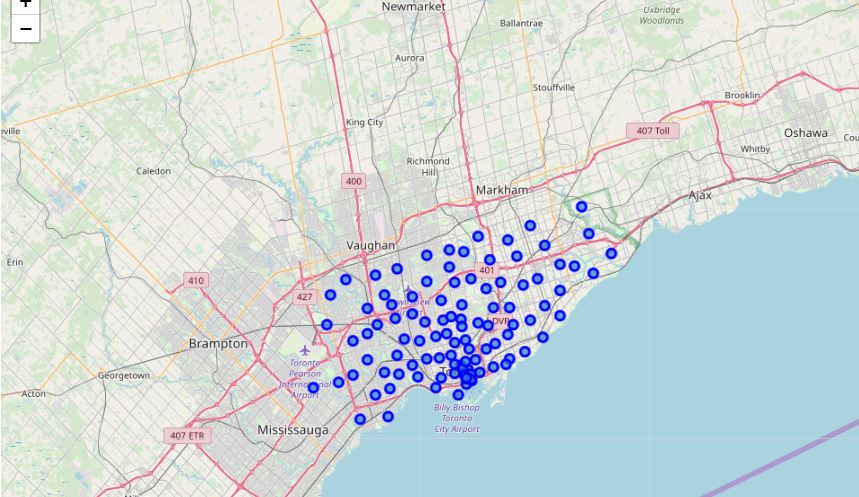 +
−
Newmarket
Uxbridge
Woodlands
Ballantrae
Aurora
Stouffville
Brooklin
King City
407 Toll
Oshawa
Whitby
Richmond
Hill
Caledon
400
Markham
Ajax
Vaughan
Erin
401
410
427
Brampton
Toronto
Pearson
International
Airport
Georgetown
Acton
Billy Bishop
Toronto
City Airport
407 ETR
Mississauga